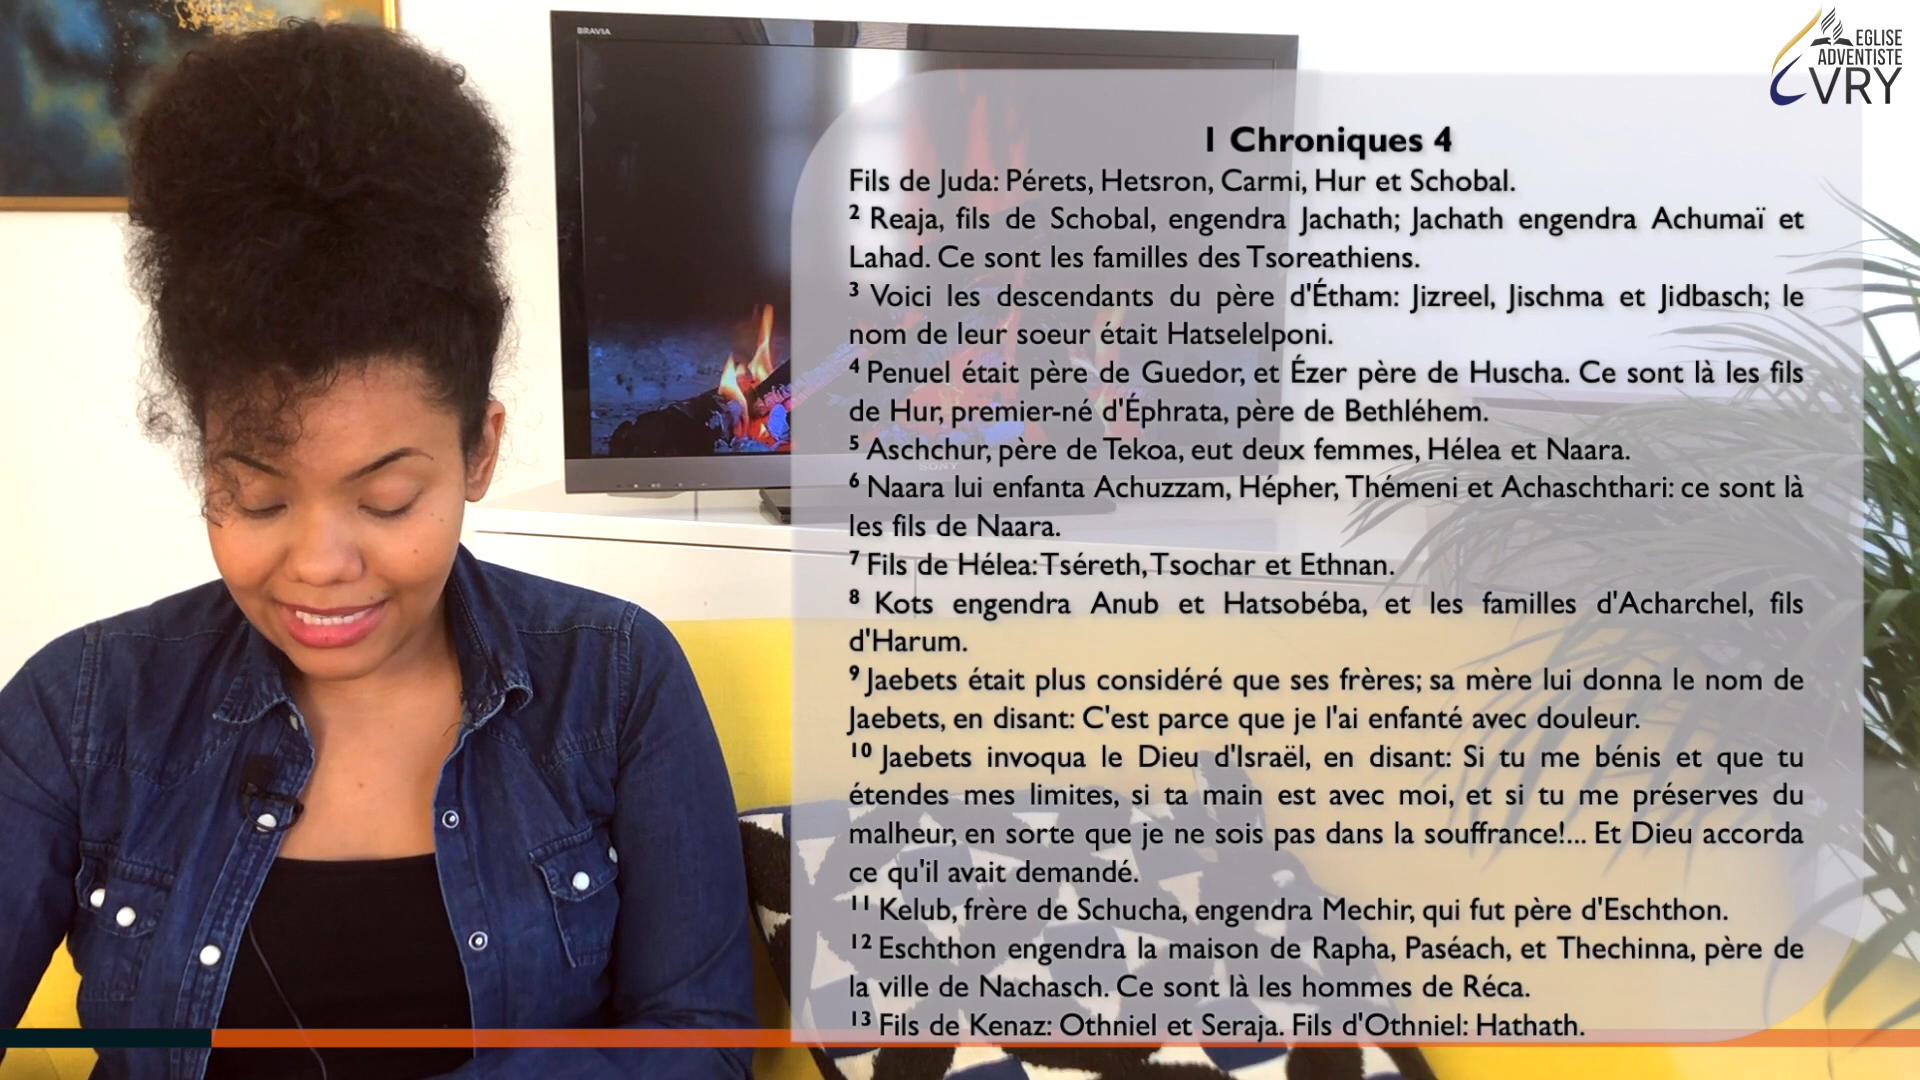 BRAVIA
EGLISE
ADVENTISTE
VRY
1 Chroniques 4
Fils de Juda: Pérets, Hetsron, Carmi, Hur et Schobal.
2 Reaja, fils de Schobal, engendra Jachath; Jachath engendra Achumaï et
Lahad. Ce sont les familles des Tsoreathiens.
3 Voici les descendants du père d'Étham: Jizreel, Jischma et Jidbasch; le
nom de leur soeur était Hatselelponi.
4 Penuel était père de Guedor, et Ézer père de Huscha. Ce sont là les fils
de Hur, premier-né d'Éphrata, père de Bethléhem.
5 Aschchur, père de Tekoa, eut deux femmes, Hélea et Naara.
SONY
6 Naara lui enfanta Achuzzam, Hépher, Thémeni et Achaschthari: ce sont là
les fils de Naara.
7 Fils de Hélea: Tséreth, Tsochar et Ethnan.
8 Kots engendra Anub et Hatsobéba, et les familles d'Acharchel, fils
d'Harum.
9 Jaebets était plus considéré que ses frères; sa mère lui donna le nom de
Jaebets, en disant: C'est parce que je l'ai enfanté avec douleur.
10 Jaebets invoqua le Dieu d'Israël, en disant: Si tu me bénis et que tu
étendes mes limites, si ta main est avec moi, et si tu me préserves du
malheur, en sorte que je ne sois pas dans la souffrance!... Et Dieu accorda
ce qu'il avait demandé.
11 Kelub, frère de Schucha, engendra Mechir, qui fut père d'Eschthon.
12 Eschthon engendra la maison de Rapha, Paséach, et Thechinna, père de
la ville de Nachasch. Ce sont là les hommes de Réca.
13 Fils de Kenaz: Othniel et Seraja. Fils d'Othniel: Hathath.